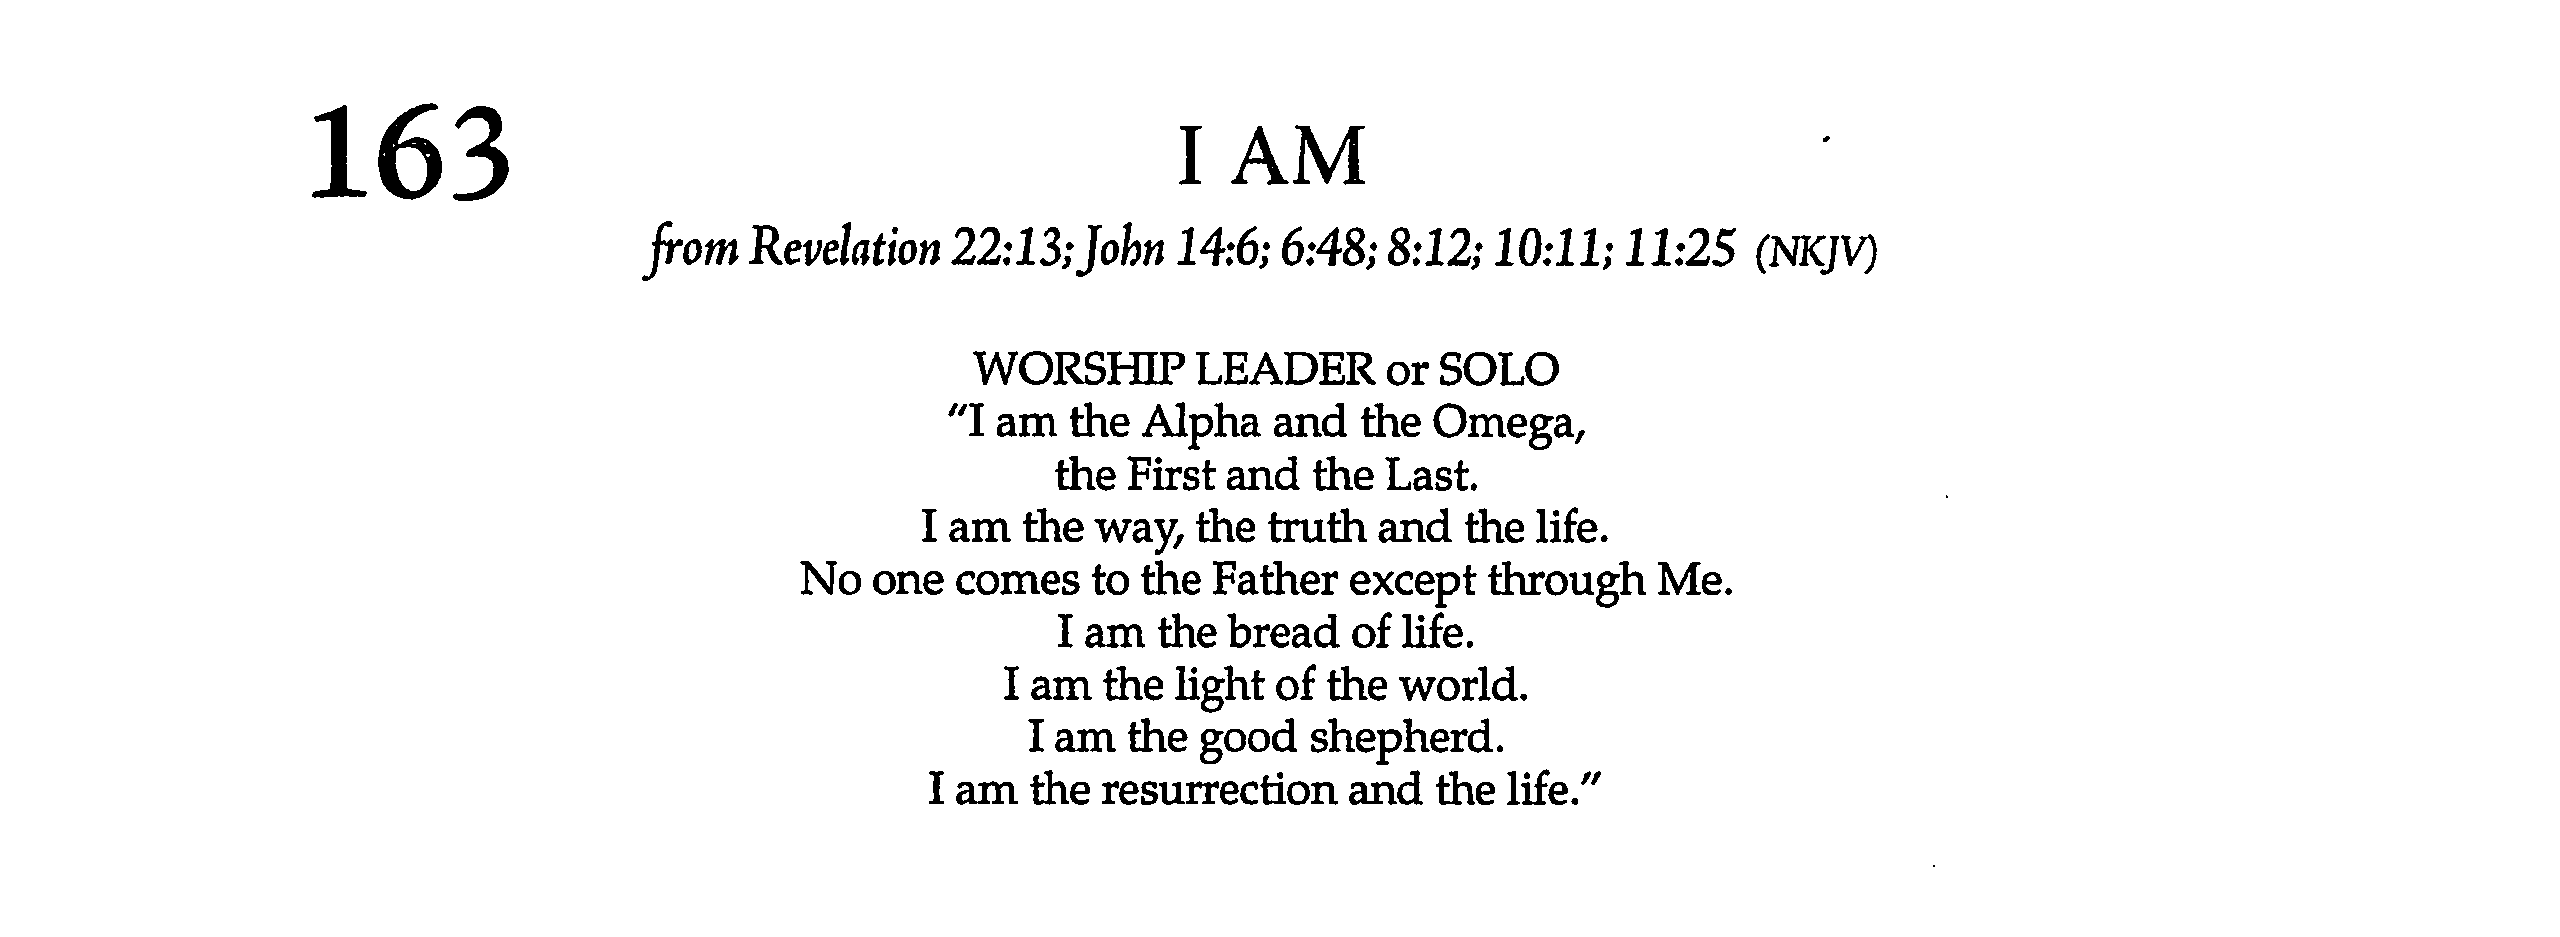 163
I AM
from Revelation 22:13; John 14:6; 6:48; 8:12; 10:11; 11:25 (NKJV)
WORSHIP LEADER or SOLO
"I am the Alpha and the Omega,
the First and the Last.
I am the way, the truth and the life.
No one comes to the Father except through Me.
I am the bread of life.
I am the light of the world.
I am the good shepherd.
I am the resurrection and the life."